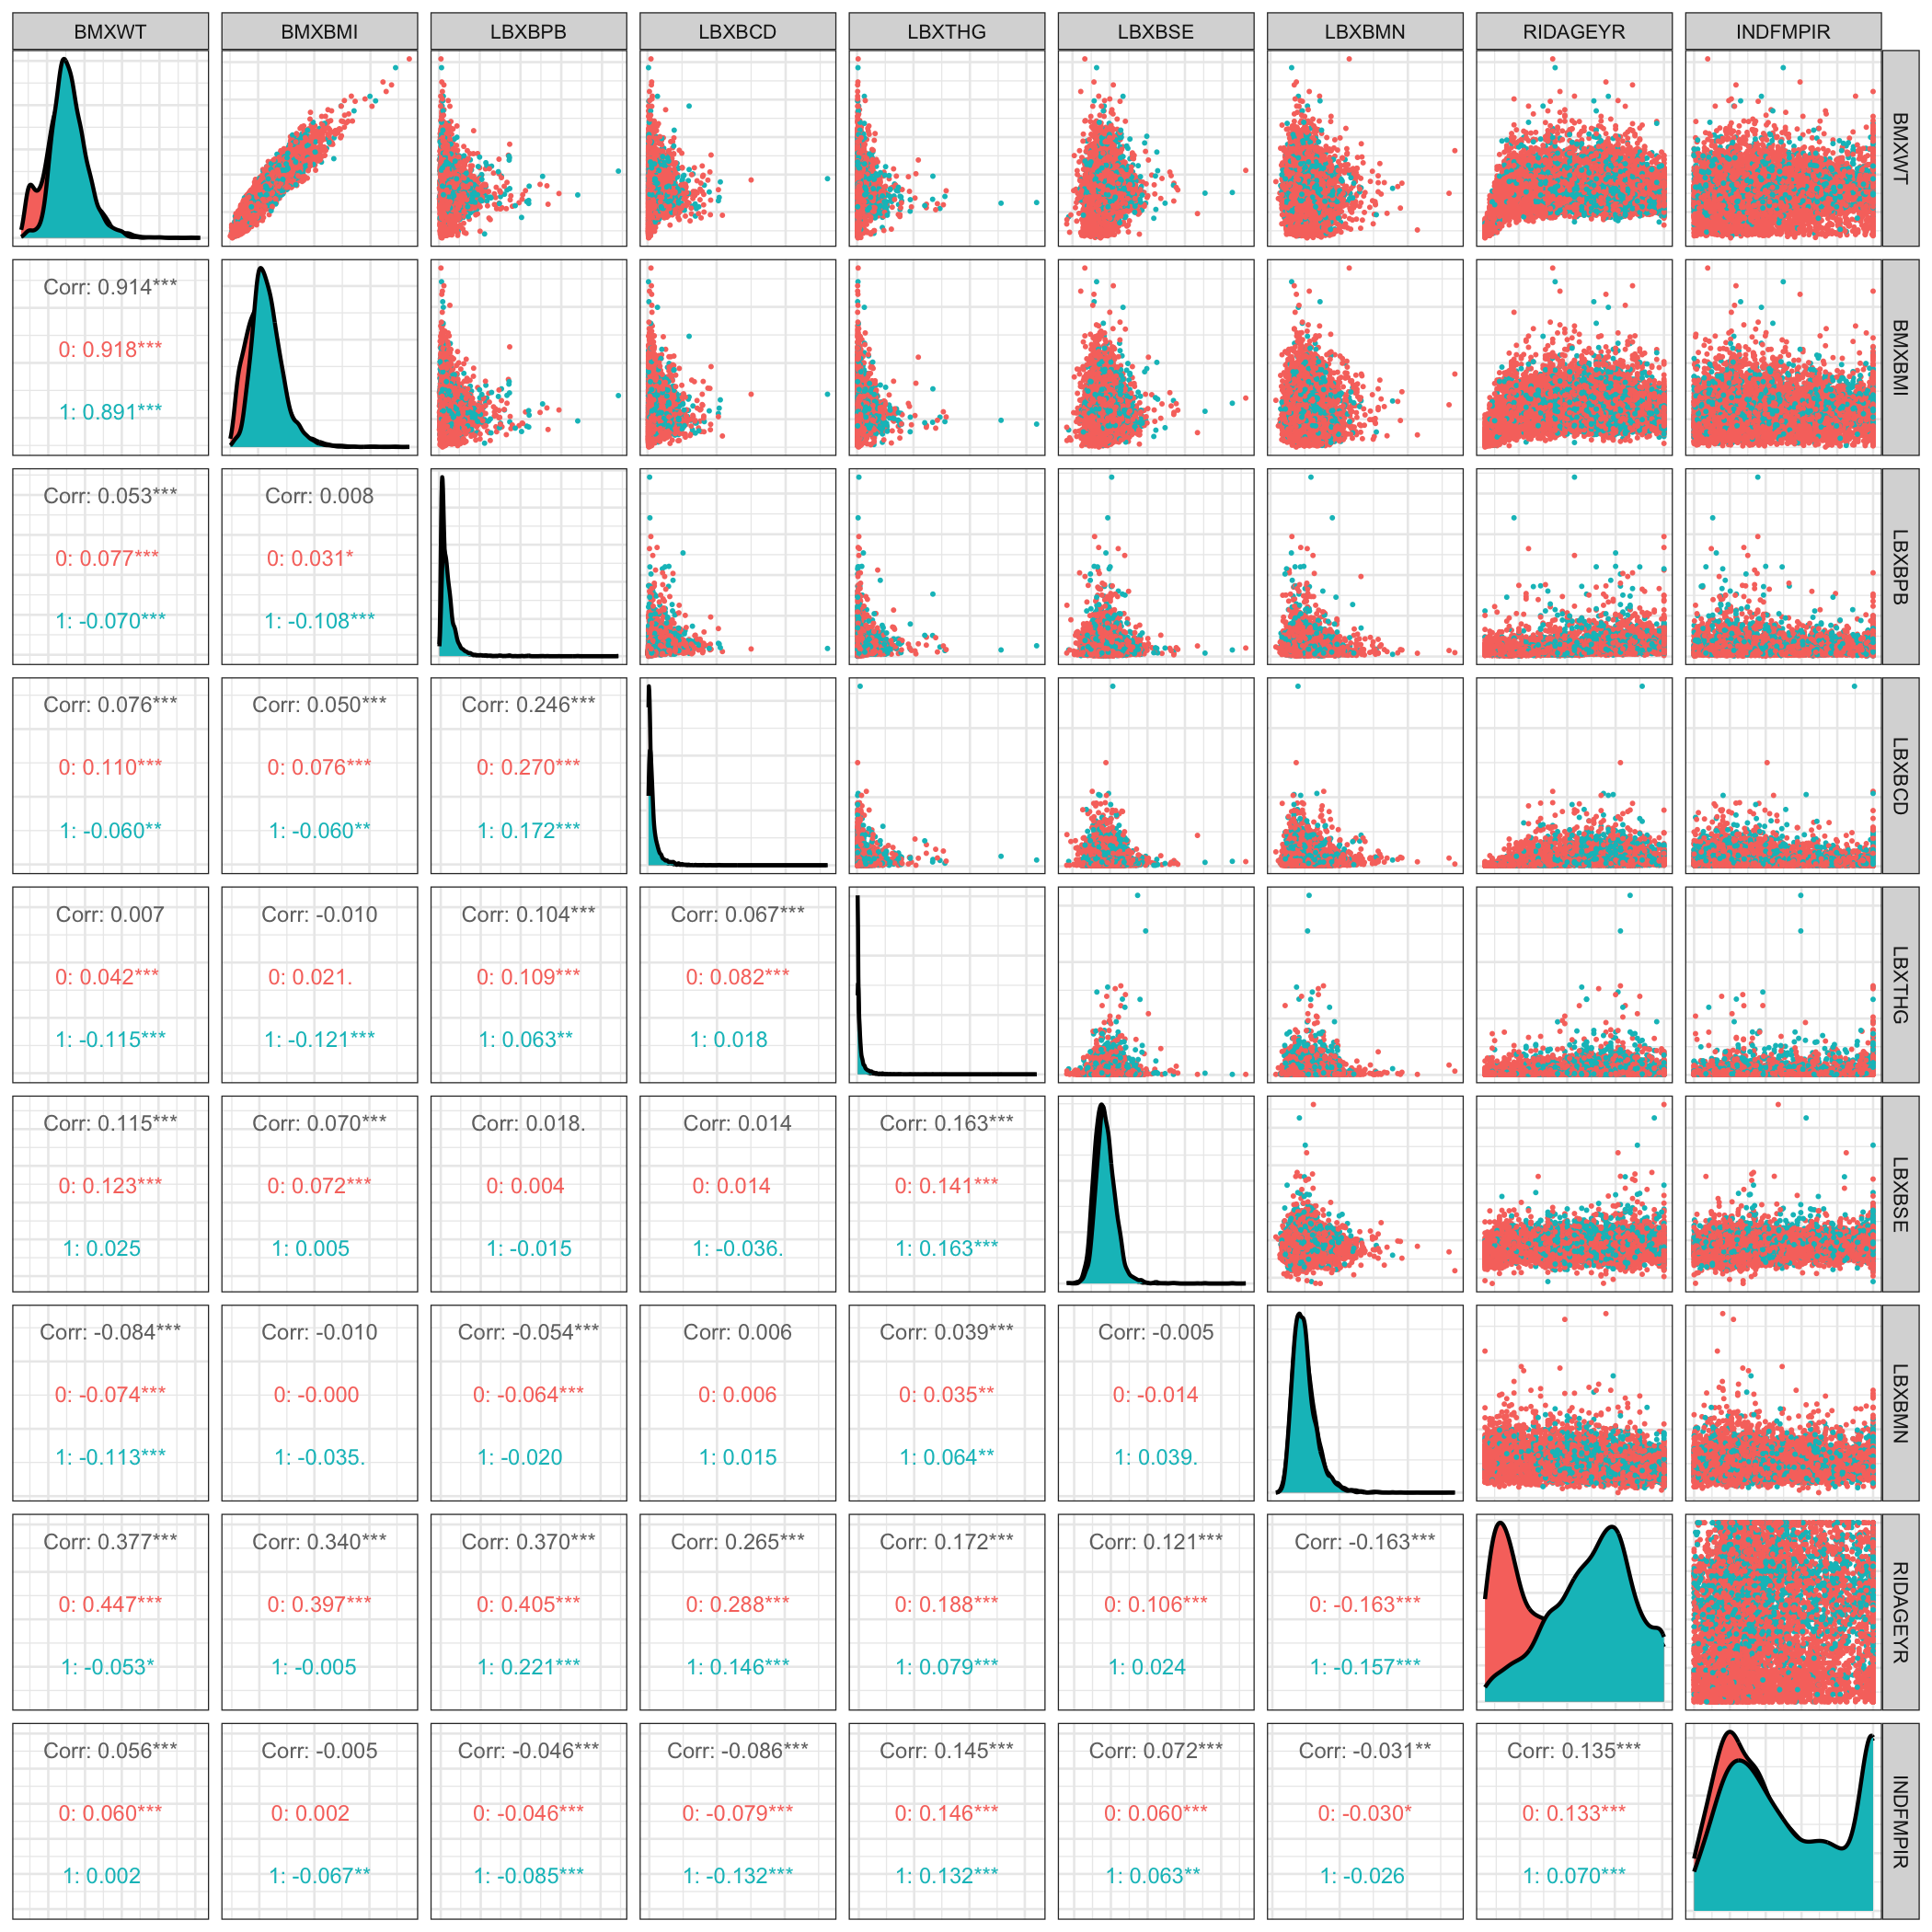 BMXWT BMXBMI LBXBPB LBXBCD LBXTHG LBXBSE LBXBMN RIDAGEYR INDFMPIR
BMXWT
Corr: 0.914***
0: 0.918***
1: 0.891***
BMXBMI
Corr: 0.053*** Corr: 0.008
0: 0.077*** 0: 0.031*
1: -0.070*** 1: -0.108***
LBXBPB
Corr: 0.076*** Corr: 0.050*** Corr: 0.246***
0: 0.110*** 0: 0.076*** 0: 0.270***
1: -0.060** 1: -0.060** 1: 0.172***
LBXBCD
Corr: 0.007 Corr: -0.010 Corr: 0.104*** Corr: 0.067***
0: 0.042*** 0: 0.021. 0: 0.109*** 0: 0.082***
1: -0.115*** 1: -0.121*** 1: 0.063** 1: 0.018
LBXTHG
Corr: 0.115*** Corr: 0.070*** Corr: 0.018. Corr: 0.014 Corr: 0.163***
0: 0.123*** 0: 0.072*** 0: 0.004 0: 0.014 0: 0.141***
1: 0.025 1: 0.005 1: -0.015 1: -0.036. 1: 0.163***
LBXBSE
Corr: -0.084*** Corr: -0.010 Corr: -0.054*** Corr: 0.006 Corr: 0.039*** Corr: -0.005
0: -0.074*** 0: -0.000 0: -0.064*** 0: 0.006 0: 0.035** 0: -0.014
1: -0.113*** 1: -0.035. 1: -0.020 1: 0.015 1: 0.064** 1: 0.039.
LBXBMN
Corr: 0.377*** Corr: 0.340*** Corr: 0.370*** Corr: 0.265*** Corr: 0.172*** Corr: 0.121*** Corr: -0.163***
0: 0.447*** 0: 0.397*** 0: 0.405*** 0: 0.288*** 0: 0.188*** 0: 0.106*** 0: -0.163***
1: -0.053* 1: -0.005 1: 0.221*** 1: 0.146*** 1: 0.079*** 1: 0.024 1: -0.157***
RIDAGEYR
Corr: 0.056*** Corr: -0.005 Corr: -0.046*** Corr: -0.086*** Corr: 0.145*** Corr: 0.072*** Corr: -0.031** Corr: 0.135***
0: 0.060*** 0: 0.002 0: -0.046*** 0: -0.079*** 0: 0.146*** 0: 0.060*** 0: -0.030* 0: 0.133***
1: 0.002 1: -0.067** 1: -0.085*** 1: -0.132*** 1: 0.132*** 1: 0.063** 1: -0.026 1: 0.070***
INDFMPIR